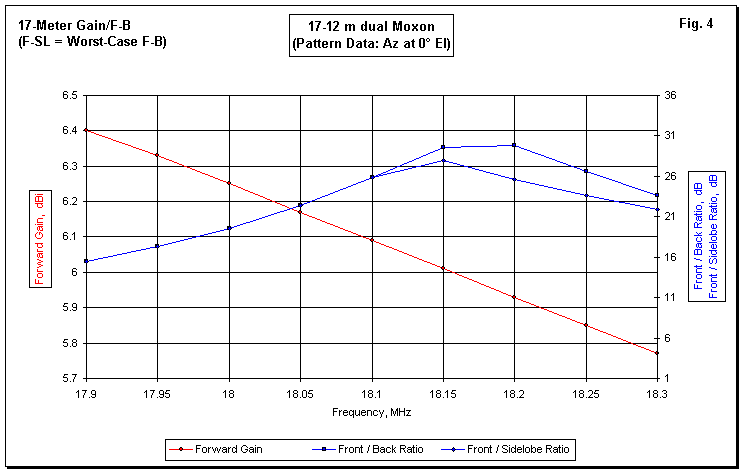 17-Meter Gain/F-B
(F-SL = Worst-Case F-B)
17-12 m dual Moxon
(Pattern Data: Az at 0° El)
Fig. 4
6.5
6.4
6.3
6.2
6.1
6
5.9
5.8
5.7
Forward Gain, dBi
36
31
26
21
16
11
6
1
Front / Back Ratio, dB
Front / Sidelobe Ratio, dB
17.9 17.95 18 18.05 18.1 18.15 18.2 18.25 18.3
Frequency, MHz
Forward Gain Front / Back Ratio Front / Sidelobe Ratio